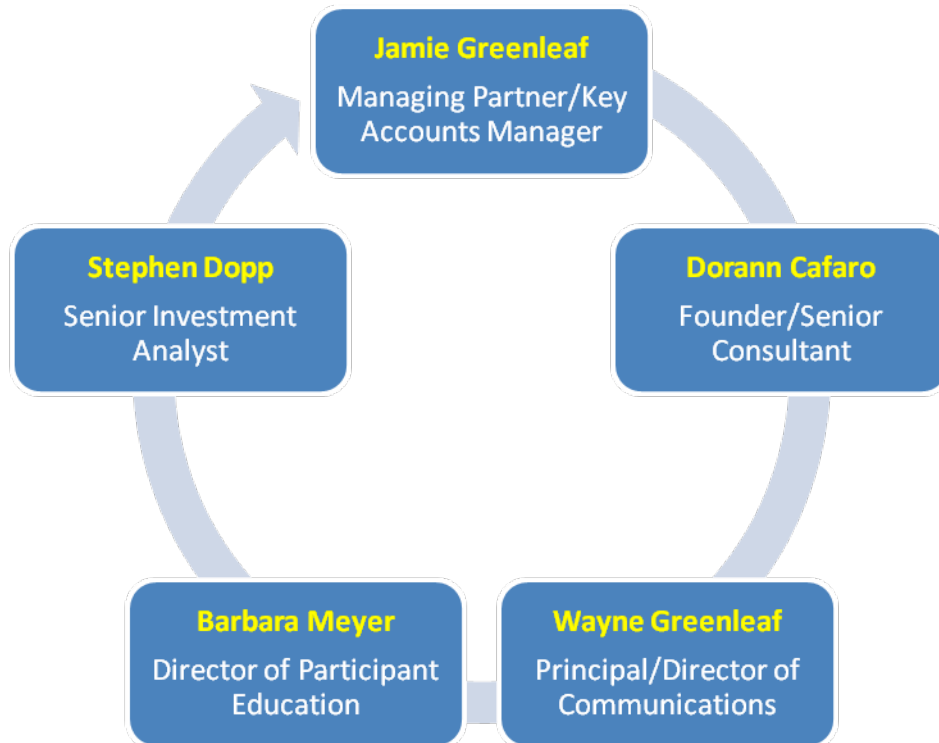 Jamie Greenleaf
Managing Partner/Key
Accounts Manager
Dorann Cafaro
Founder/Senior
Consultant
Wayne Greenleaf
Principal/Director of
Communications
Barbara Meyer
Director of Participant
Education
Stephen Dopp
Senior Investment
Analyst